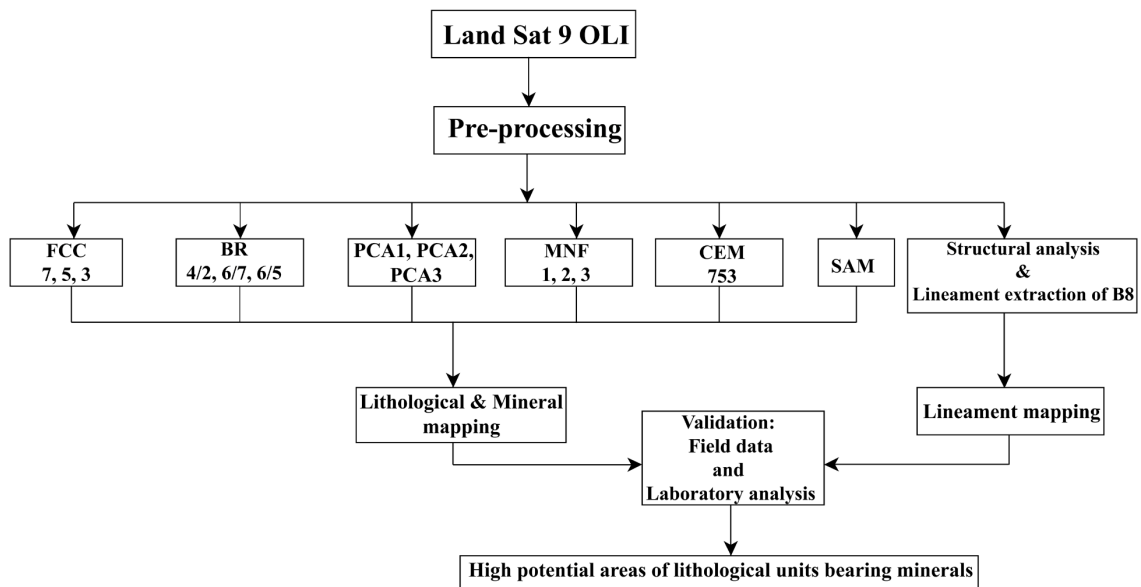 Land Sat 9 OLI
Pre-processing
FCC
7, 5, 3
BR
4/2, 6/7, 6/5
PCA1, PCA2,
PCA3
MNF
1, 2, 3
CEM
753
SAM
Structural analysis
&
Lineament extraction of B8
Lithological & Mineral
mapping
Lineament mapping
Validation:
Field data
and
Laboratory analysis
High potential areas of lithological units bearing minerals